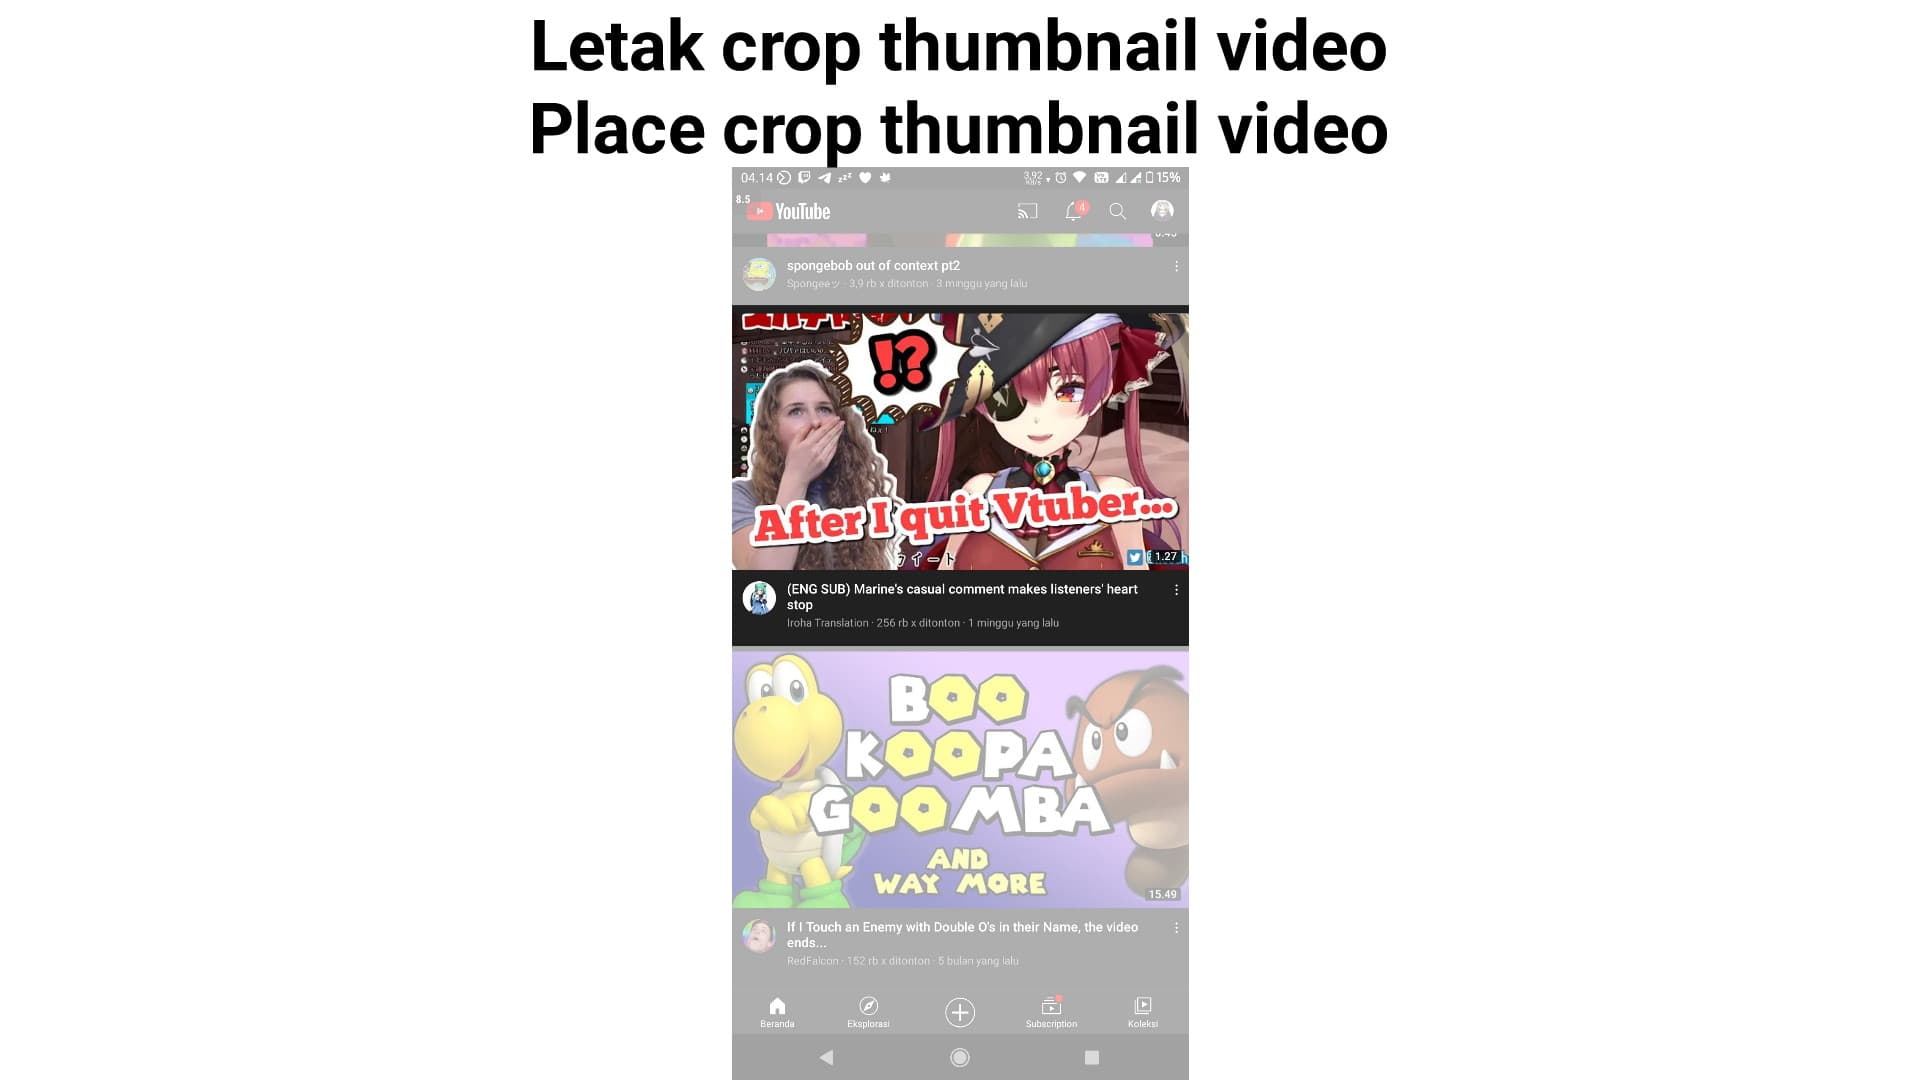 Letak crop thumbnail video
Place crop thumbnail video
04.14 zzz 3,92 15%
8.5
YouTube
4
spongebob out of context pt2
Spongeeツ · 3,9 rb x ditonton · 3 minggu yang lalu
!?
After I quit Vtuber...
ツイート
1.27
(ENG SUB) Marine's casual comment makes listeners' heart
stop
Iroha Translation · 256 rb x ditonton · 1 minggu yang lalu
BOO
KOOPA
GOOMBA
AND
WAY MORE
15.49
If I Touch an Enemy with Double O's in their Name, the video
ends...
RedFalcon · 152 rb x ditonton · 5 bulan yang lalu
Beranda Eksplorasi Subscription Koleksi